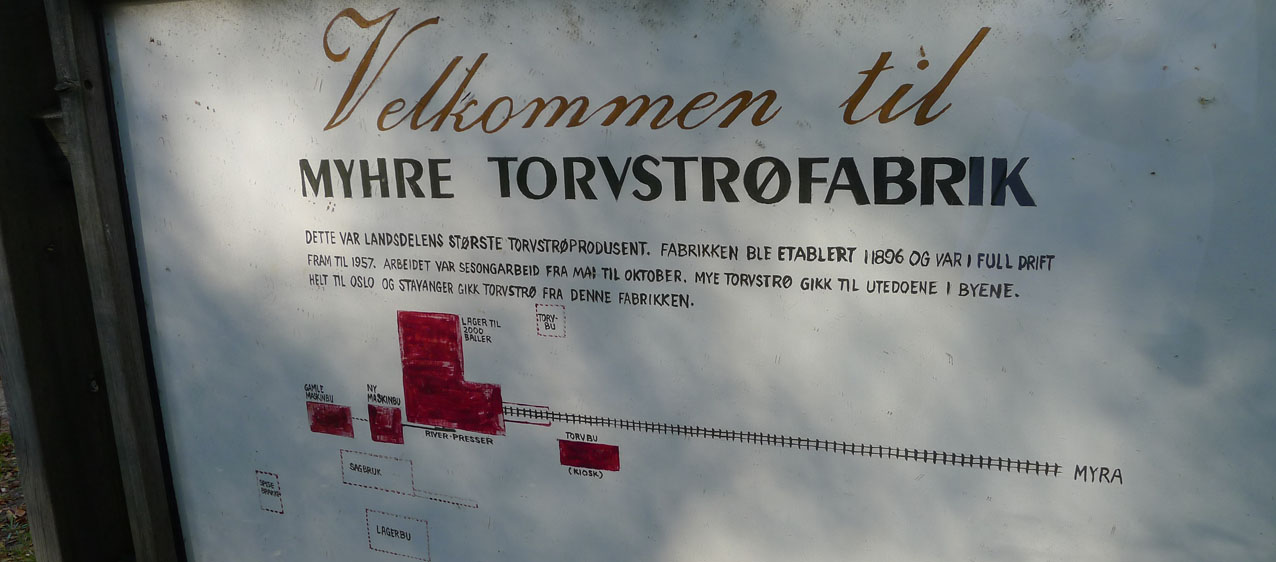 Velkommen til
MYHRE TORVSTRØFABRIK
DETTE VAR LANDSDELENS STØRSTE TORVSTRØPRODUSENT. FABRIKKEN BLE ETABLERT I 1896 OG VAR I FULL DRIFT
FRAM TIL 1957. ARBEIDET VAR SESONGARBEID FRA MAI TIL OKTOBER. MYE TORVSTRØ GIKK TIL UTEDOENE I BYENE.
HELT TIL OSLO OG STAVANGER GIKK TORVSTRØ FRA DENNE FABRIKKEN.
LAGER TIL
2000
BALLER
TORV-
BU
GAMLE
MASKINBU
NY
MASKINBU
RIVER-PRESSER
TORVBU
(KIOSK)
MYRA
SAGBRUK
SPISE
LAGERBU